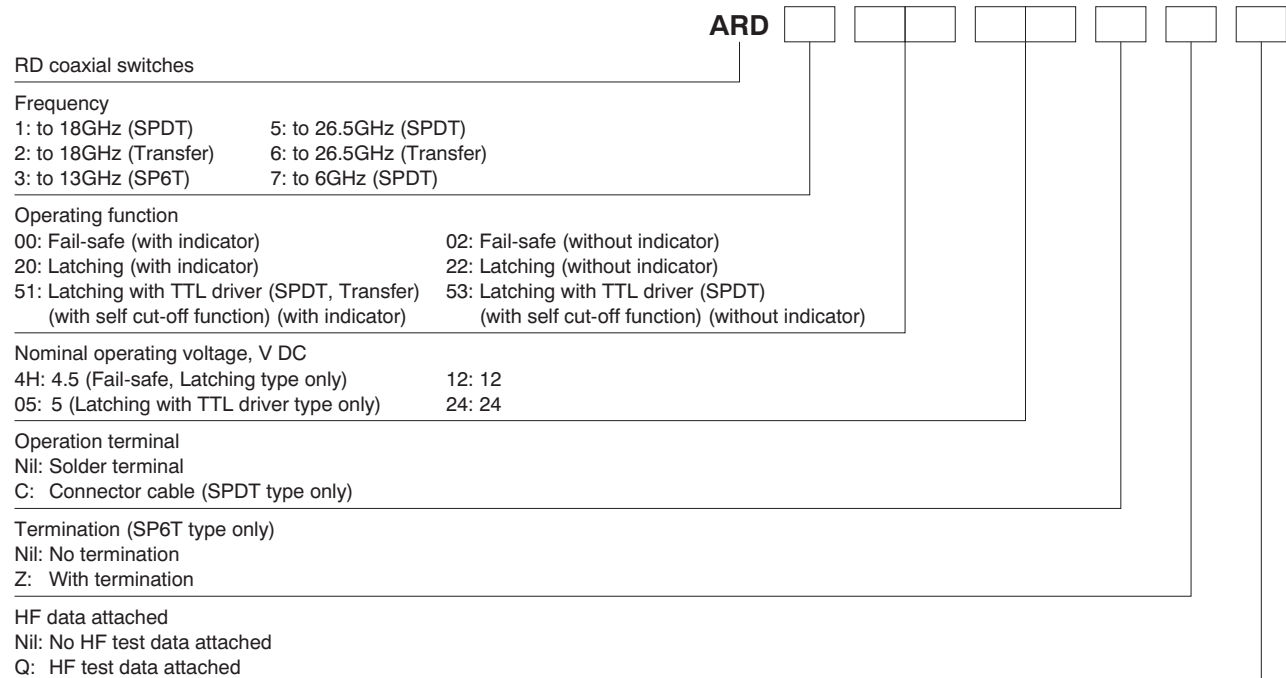 ARD
RD coaxial switches
Frequency
1: to 18GHz (SPDT) 5: to 26.5GHz (SPDT)
2: to 18GHz (Transfer) 6: to 26.5GHz (Transfer)
3: to 13GHz (SP6T) 7: to 6GHz (SPDT)
Operating function
00: Fail-safe (with indicator) 02: Fail-safe (without indicator)
20: Latching (with indicator) 22: Latching (without indicator)
51: Latching with TTL driver (SPDT, Transfer) 53: Latching with TTL driver (SPDT)
(with self cut-off function) (with indicator) (with self cut-off function) (without indicator)
Nominal operating voltage, V DC
4H: 4.5 (Fail-safe, Latching type only) 12: 12
05: 5 (Latching with TTL driver type only) 24: 24
Operation terminal
Nil: Solder terminal
C: Connector cable (SPDT type only)
Termination (SP6T type only)
Nil: No termination
Z: With termination
HF data attached
Nil: No HF test data attached
Q: HF test data attached